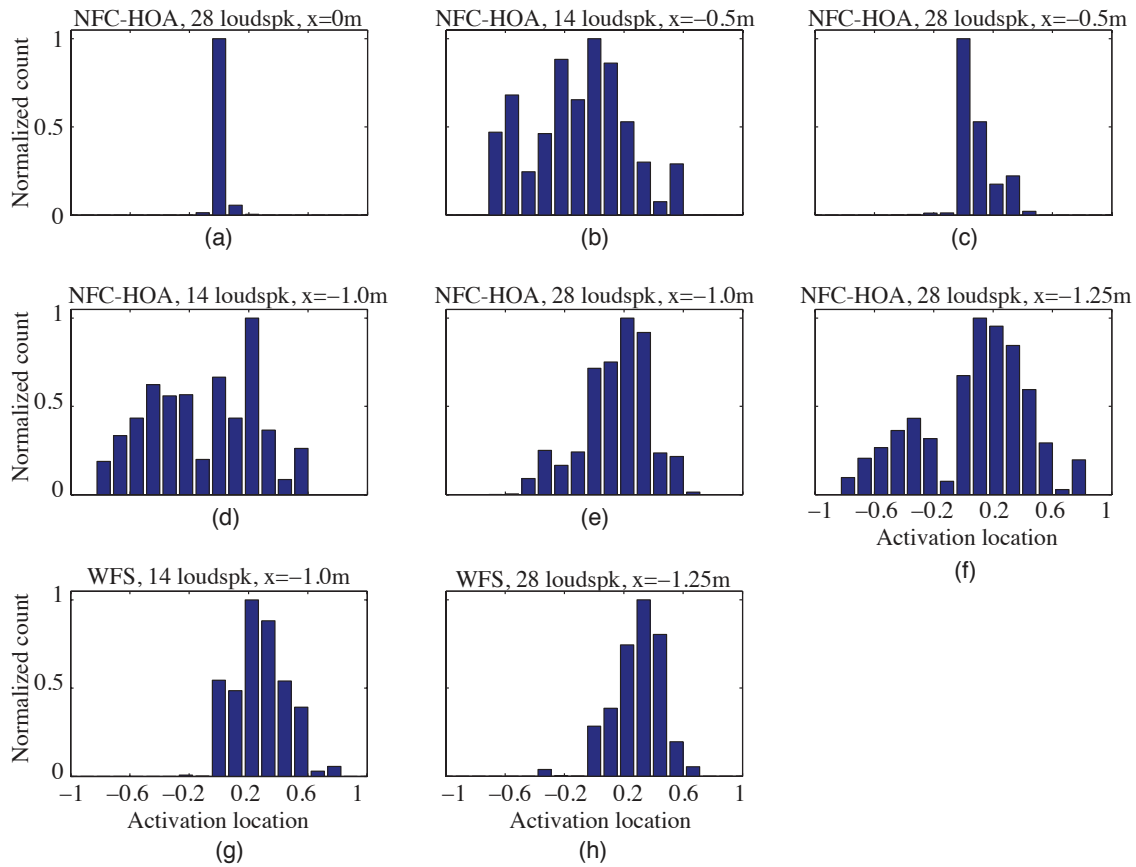 NFC-HOA, 28 loudspk, x=0m
NFC-HOA, 14 loudspk, x=−0.5m
NFC-HOA, 28 loudspk, x=−0.5m
Normalized count
1
0.5
0
(a)
(b)
(c)
NFC-HOA, 14 loudspk, x=−1.0m
NFC-HOA, 28 loudspk, x=−1.0m
NFC-HOA, 28 loudspk, x=−1.25m
Normalized count
1
0.5
0
(d)
(e)
−1 −0.6 −0.2 0.2 0.6 1
Activation location
(f)
WFS, 14 loudspk, x=−1.0m
WFS, 28 loudspk, x=−1.25m
Normalized count
1
0.5
0
−1 −0.6 −0.2 0.2 0.6 1
−1 −0.6 −0.2 0.2 0.6 1
Activation location
Activation location
(g)
(h)